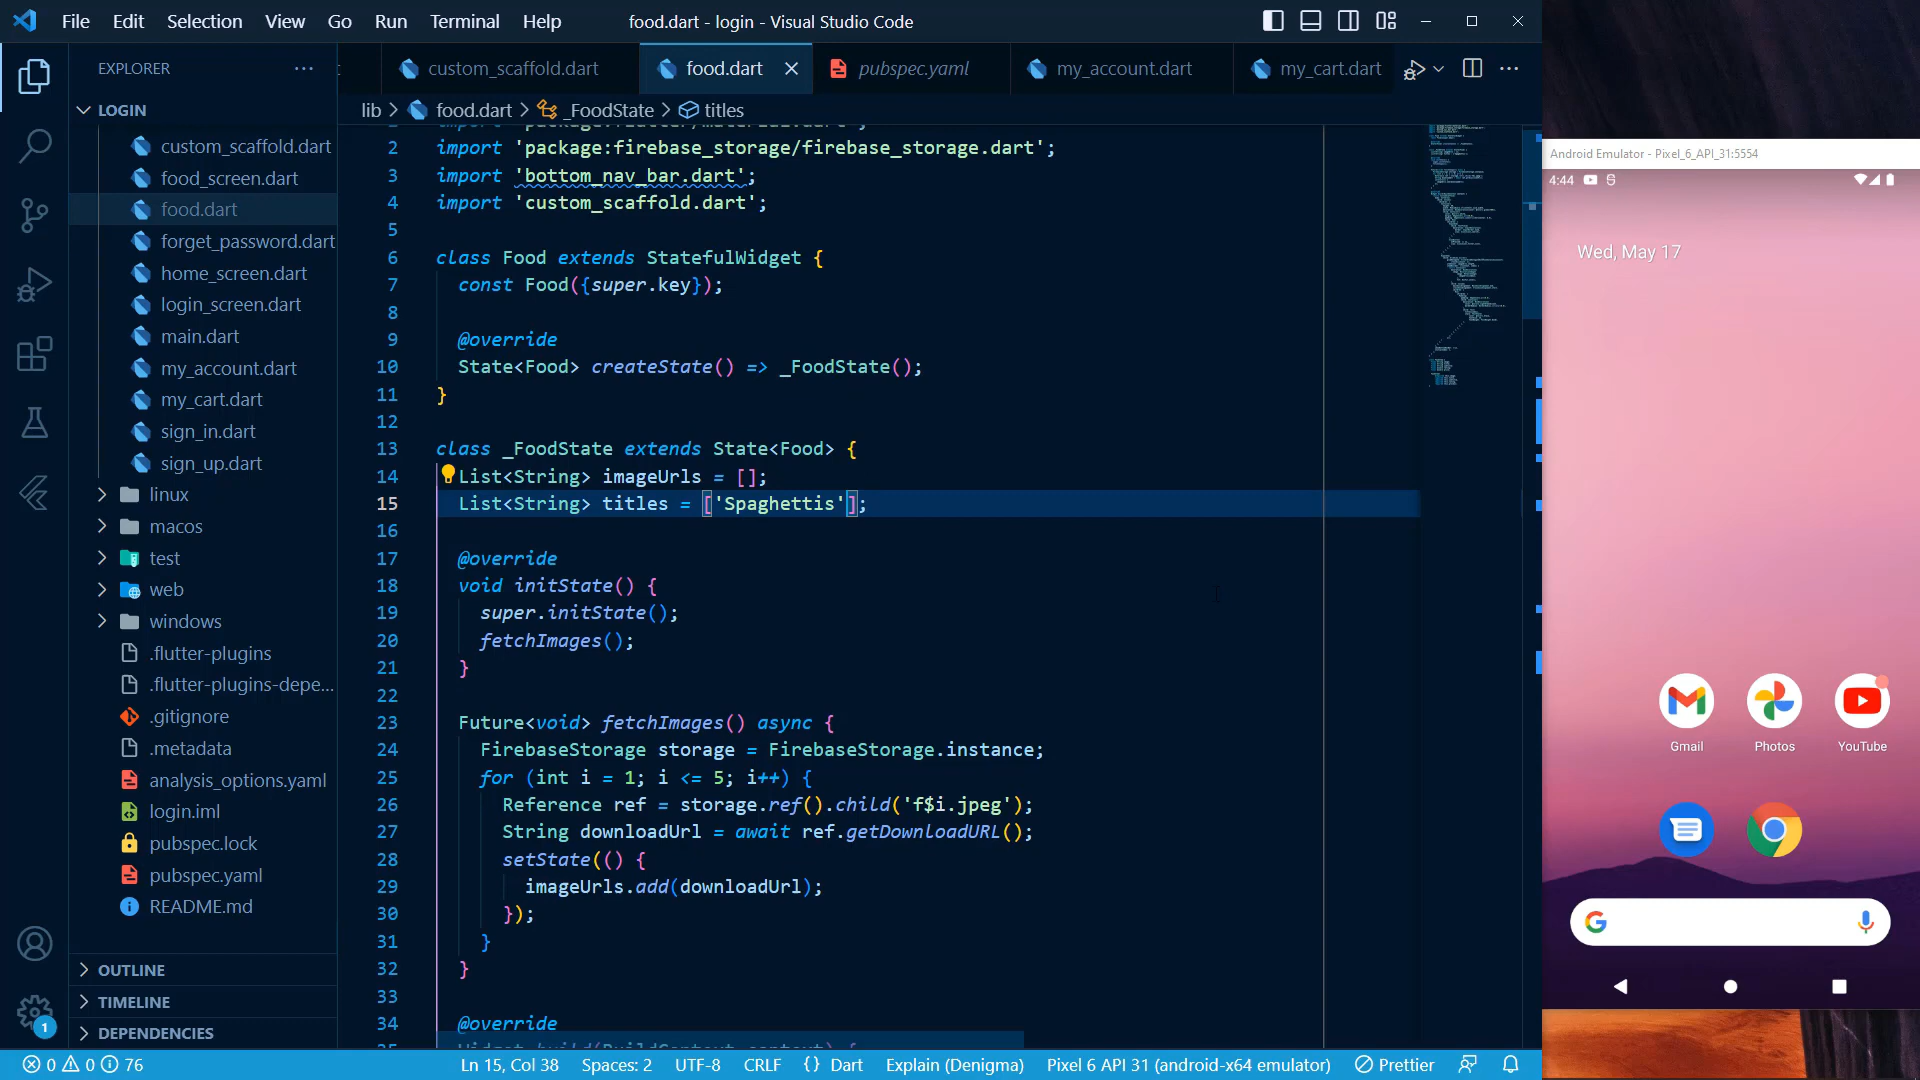 File Edit Selection View Go Run Terminal Help
food.dart - login - Visual Studio Code
EXPLORER
custom_scaffold.dart
food.dart
pubspec.yaml
my_account.dart
my_cart.dart
LOGIN
lib > food.dart > _FoodState > titles
custom_scaffold.dart
food_screen.dart
food.dart
forget_password.dart
home_screen.dart
login_screen.dart
main.dart
my_account.dart
my_cart.dart
sign_in.dart
sign_up.dart
linux
macos
test
web
windows
.flutter-plugins
.flutter-plugins-depe...
.gitignore
.metadata
analysis_options.yaml
login.iml
pubspec.lock
pubspec.yaml
README.md
OUTLINE
TIMELINE
DEPENDENCIES
2 import 'package:firebase_storage/firebase_storage.dart';
3 import 'bottom_nav_bar.dart';
4 import 'custom_scaffold.dart';
5
6 class Food extends StatefulWidget {
7 const Food({super.key});
8
9 @override
10 State<Food> createState() => _FoodState();
11 }
12
13 class _FoodState extends State<Food> {
14 List<String> imageUrls = [];
15 List<String> titles = ['Spaghettis'];
16
17 @override
18 void initState() {
19 super.initState();
20 fetchImages();
21 }
22
23 Future<void> fetchImages() async {
24 FirebaseStorage storage = FirebaseStorage.instance;
25 for (int i = 1; i <= 5; i++) {
26 Reference ref = storage.ref().child('f$i.jpeg');
27 String downloadUrl = await ref.getDownloadURL();
28 setState(() {
29 imageUrls.add(downloadUrl);
30 });
31 }
32 }
33
34 @override
Android Emulator - Pixel_6_API_31:5554
4:44
Wed, May 17
Gmail
Photos
YouTube
1
0 0 76
Ln 15, Col 38
Spaces: 2
UTF-8
CRLF
{} Dart
Explain (Denigma)
Pixel 6 API 31 (android-x64 emulator)
Prettier